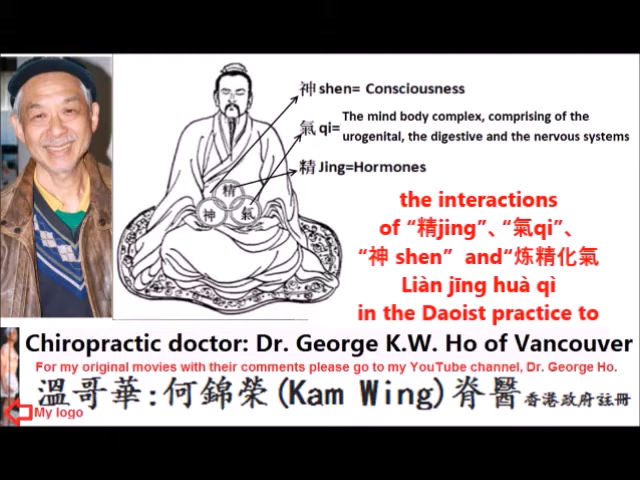 神 shen= Consciousness
氣 qi= The mind body complex, comprising of the
urogenital, the digestive and the nervous systems
精 Jing=Hormones
精
神 氣
the interactions
of “精jing”、“氣qi”、
“神 shen” and“炼精化氣
Liàn jīng huà qì
in the Daoist practice to
Chiropractic doctor: Dr. George K.W. Ho of Vancouver
For my original movies with their comments please go to my YouTube channel, Dr. George Ho.
溫哥華:何錦榮(Kam Wing)脊醫香港政府註冊
My logo